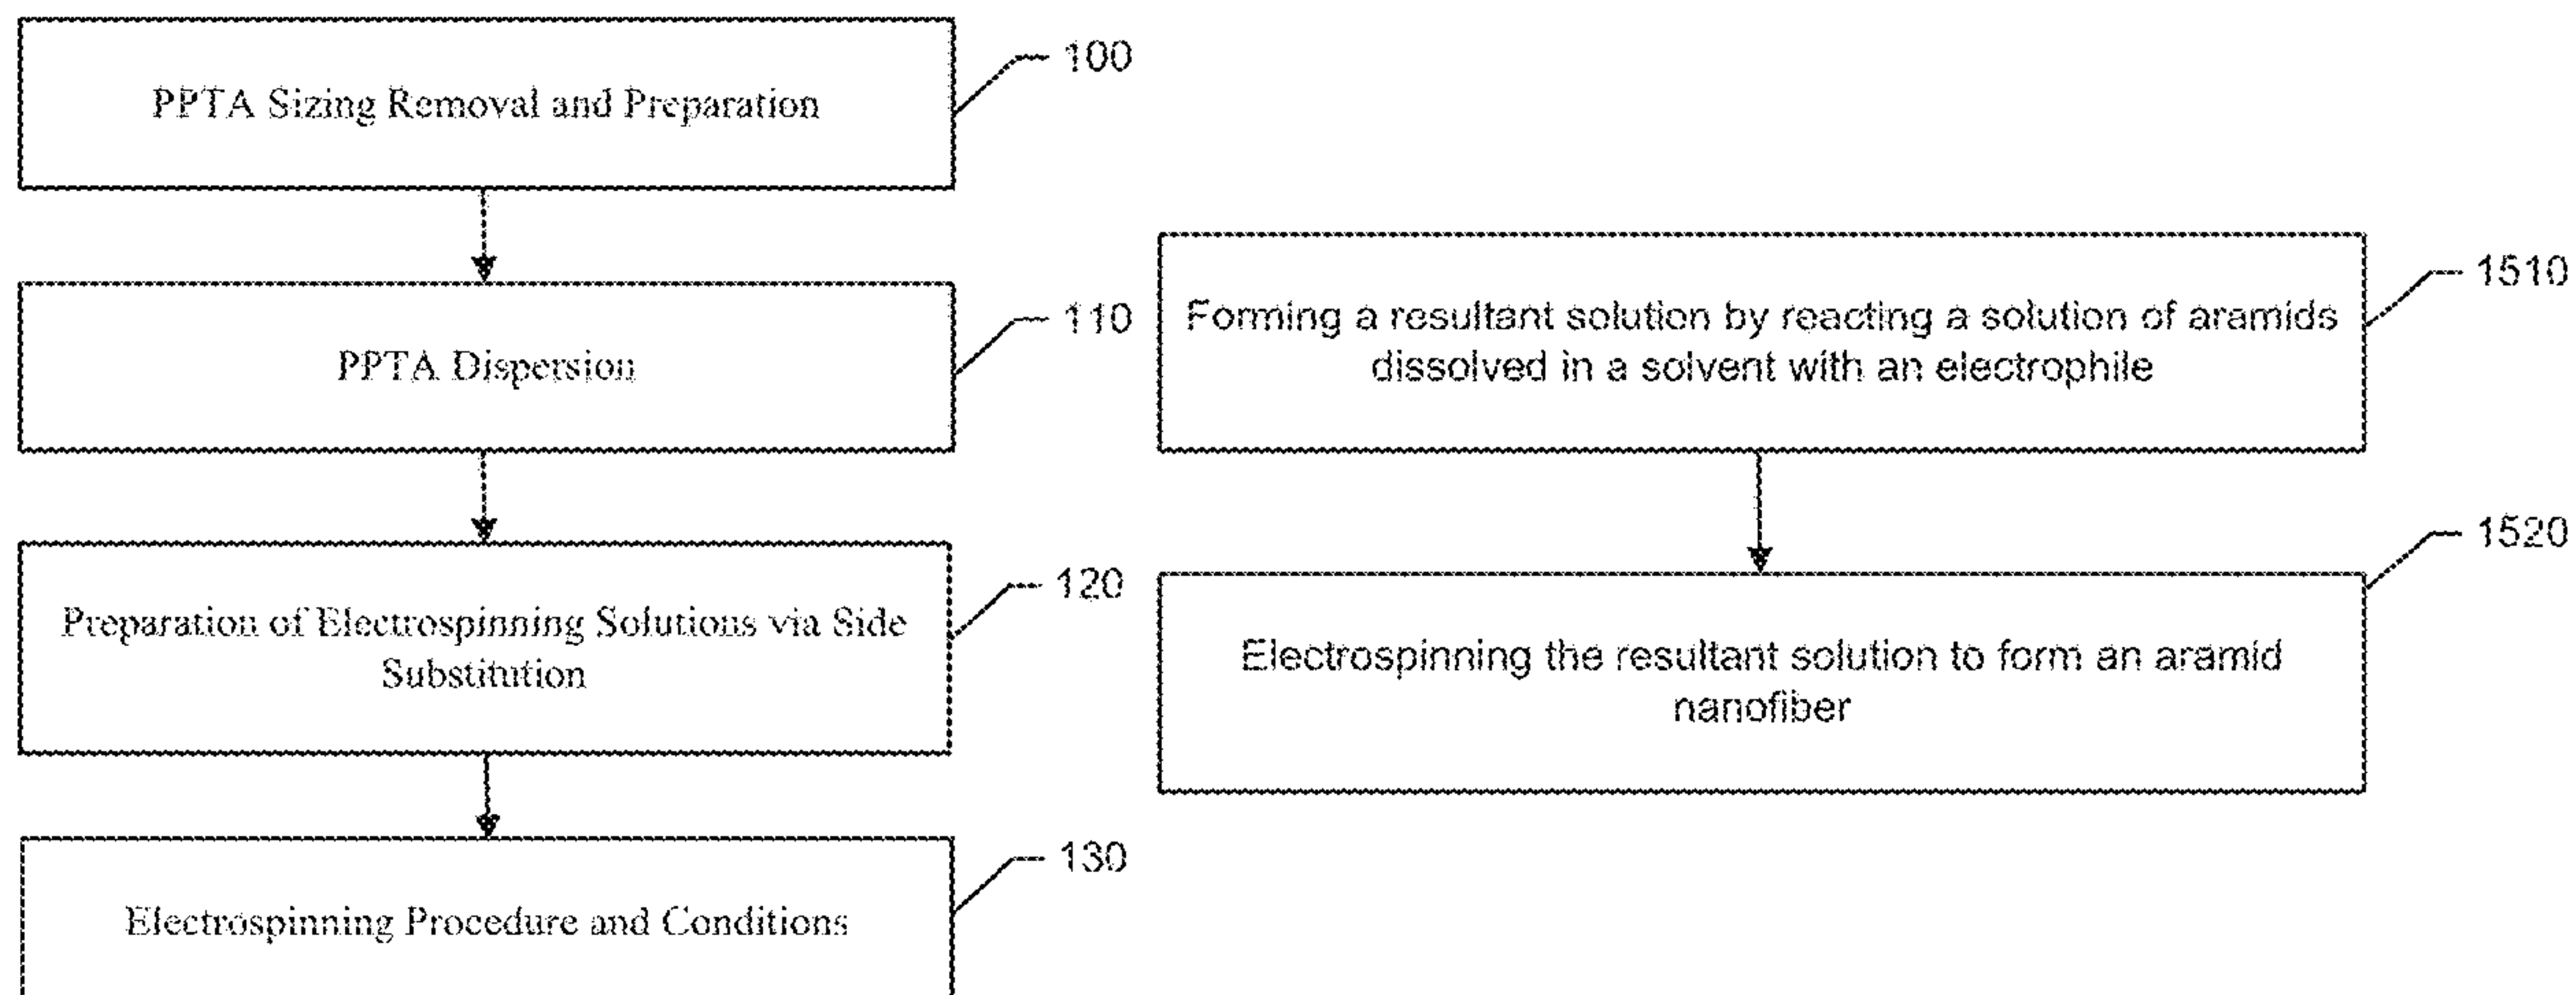 PPTA Sizing Removal and Preparation
100
PPTA Dispersion
110
Preparation of Electrospinning Solutions via Side
Substitution
120
Electrospinning Procedure and Conditions
130
Forming a resultant solution by reacting a solution of aramids
dissolved in a solvent with an electrophile
1510
Electrospinning the resultant solution to form an aramid
nanofiber
1520